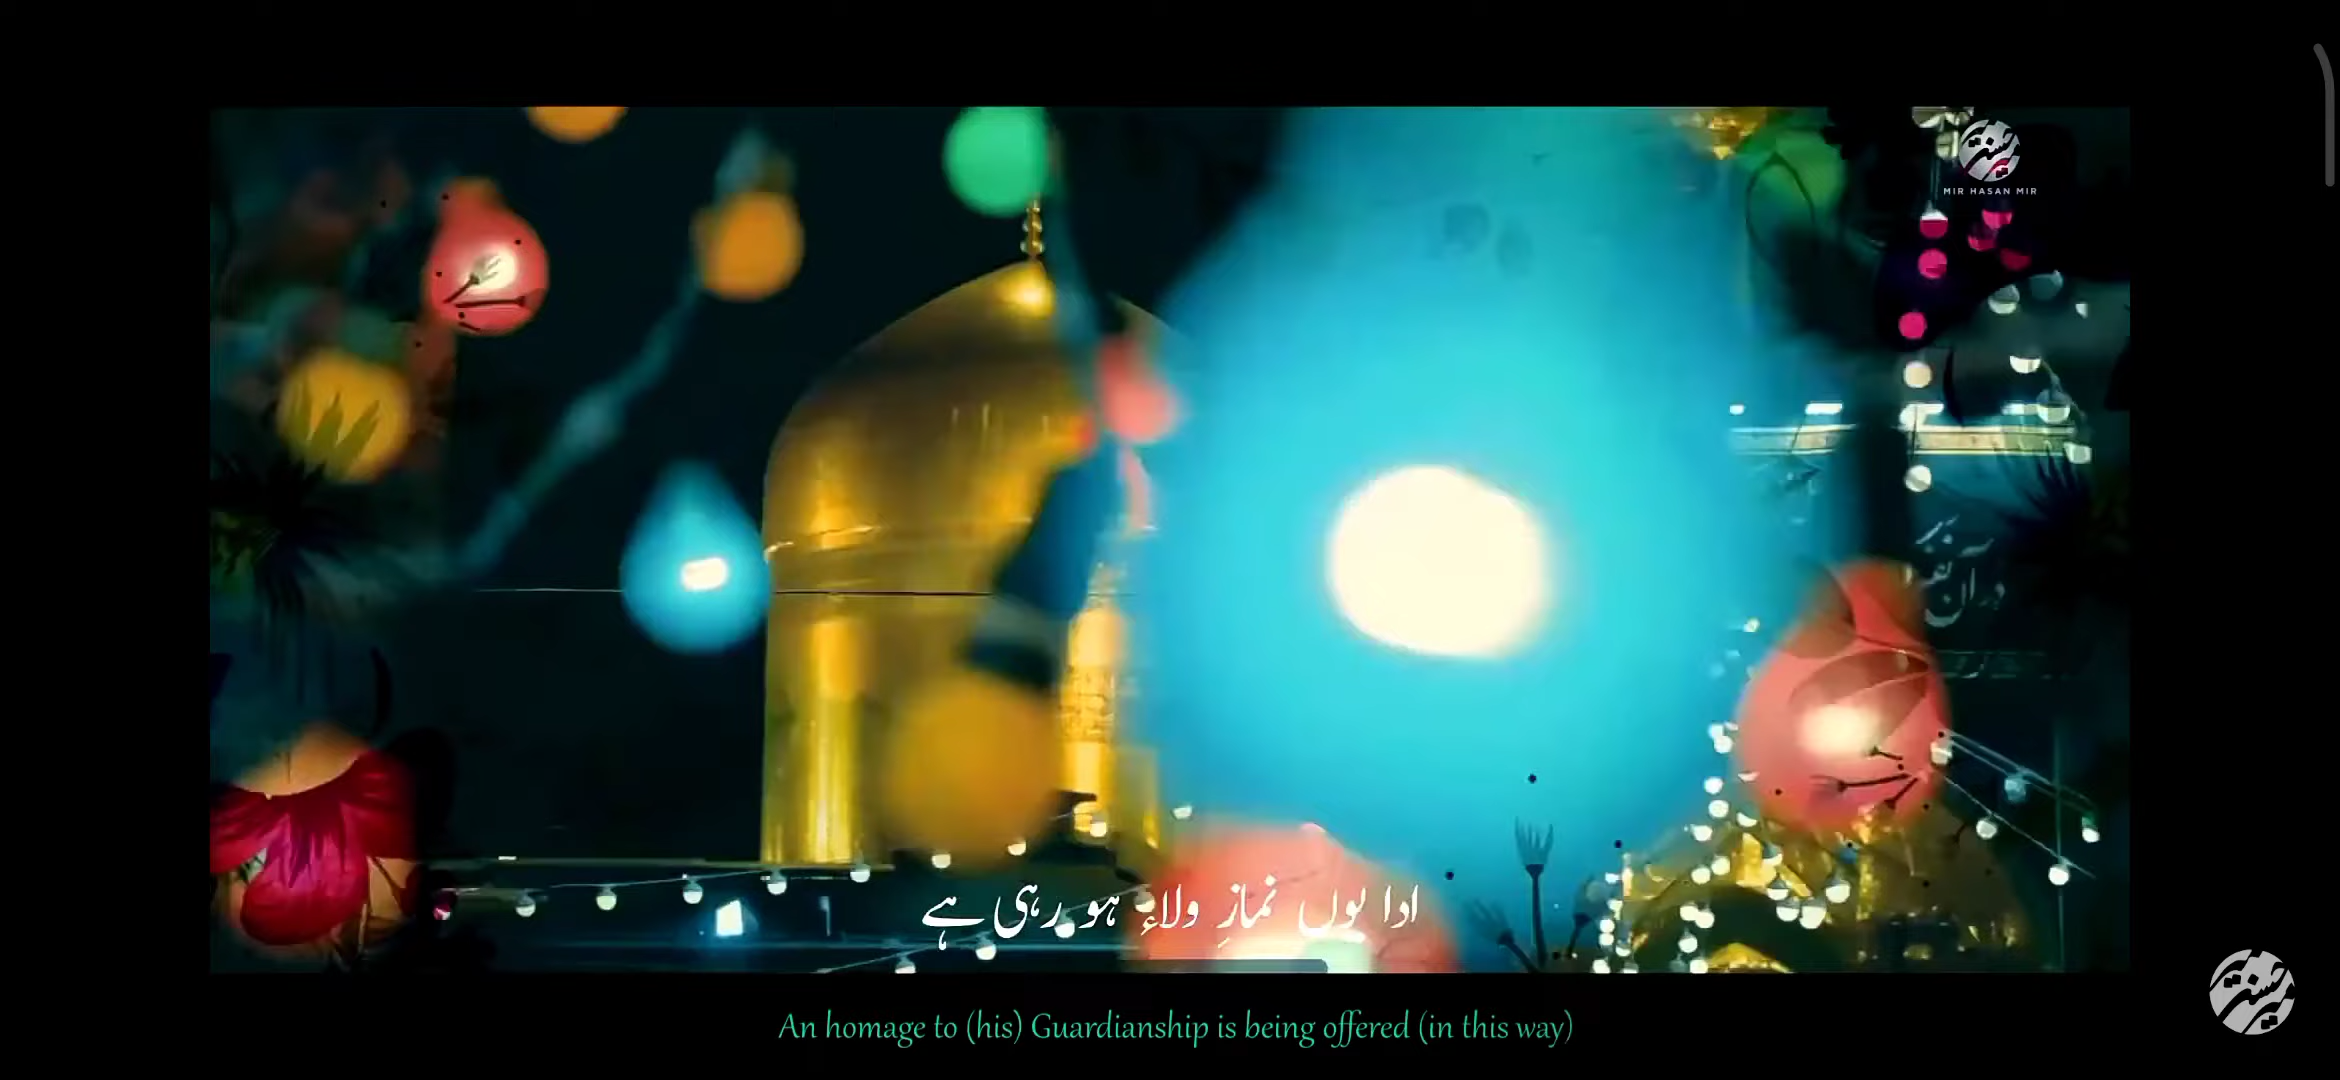 MIR HASAN MIR
ادا یوں نمازِ ولاء ہو رہی ہے
An homage to (his) Guardianship is being offered (in this way)